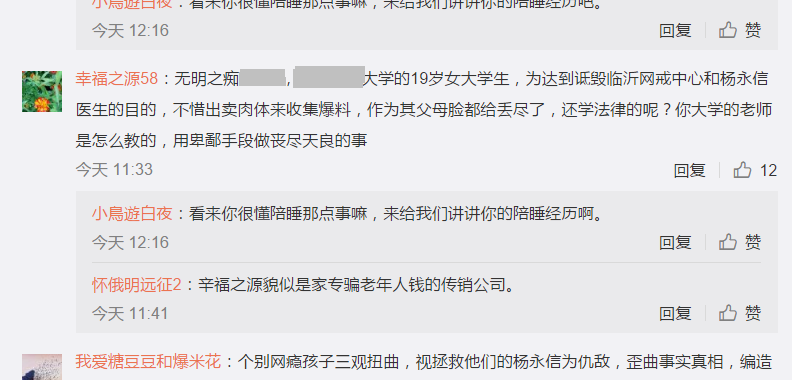 小鳥遊白夜：看来你很懂陪睡那点事嘛，来给我们讲讲你的陪睡经历吧。
今天 12:16 回复 赞
幸福之源58：无明之痴 , 大学的19岁女大学生，为达到诋毁临沂网戒中心和杨永信
医生的目的，不惜出卖肉体来收集爆料，作为其父母脸都给丢尽了，还学法律的呢？你大学的老师
是怎么教的，用卑鄙手段做丧尽天良的事
今天 11:33 回复 12
小鳥遊白夜：看来你很懂陪睡那点事嘛，来给我们讲讲你的陪睡经历啊。
今天 12:16 回复 赞
怀俄明远征2：辛福之源貌似是家专骗老年人钱的传销公司。
今天 11:41 回复 赞
我爱糖豆豆和爆米花：个别网瘾孩子三观扭曲，视拯救他们的杨永信为仇敌，歪曲事实真相，编造